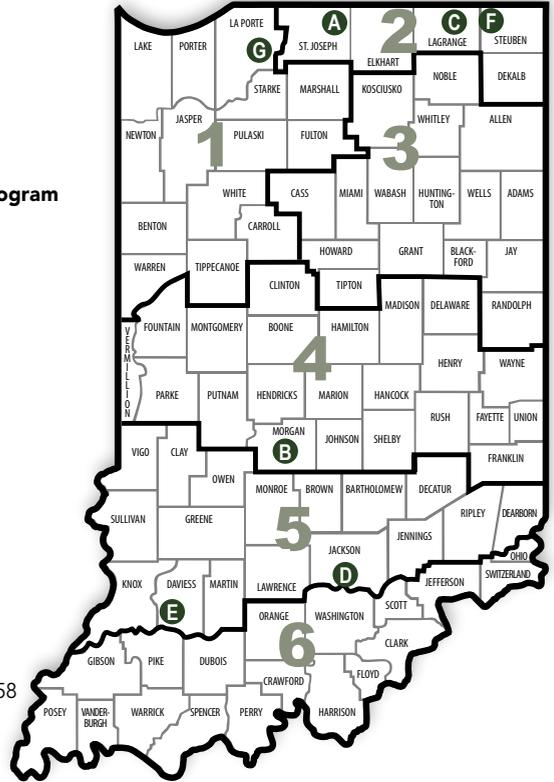 LA PORTE
A
2
C
F
LAKE
PORTER
G
ST. JOSEPH
LAGRANGE
STEUBEN
ELKHART
STARKE
MARSHALL
KOSCIUSKO
NOBLE
DEKALB
NEWTON
JASPER
1
PULASKI
FULTON
3
WHITLEY
ALLEN
ogram
WHITE
CASS
MIAMI
WABASH
HUNTING-
TON
WELLS
ADAMS
BENTON
CARROLL
HOWARD
GRANT
BLACK-
FORD
JAY
WARREN
TIPPECANOE
CLINTON
TIPTON
MADISON
DELAWARE
RANDOLPH
VERMILLION
FOUNTAIN
MONTGOMERY
BOONE
HAMILTON
4
HENRY
WAYNE
PARKE
PUTNAM
HENDRICKS
MARION
HANCOCK
RUSH
FAYETTE
UNION
MORGAN
B
JOHNSON
SHELBY
FRANKLIN
VIGO
CLAY
OWEN
MONROE
BROWN
BARTHOLOMEW
DECATUR
SULLIVAN
GREENE
5
RIPLEY
DEARBORN
JENNINGS
JACKSON
OHIO
KNOX
DAVIESS
MARTIN
LAWRENCE
D
JEFFERSON
SWITZERLAND
E
ORANGE
WASHINGTON
SCOTT
6
CLARK
GIBSON
PIKE
DUBOIS
CRAWFORD
FLOYD
58
POSEY
VANDER-
BURGH
WARRICK
SPENCER
PERRY
HARRISON